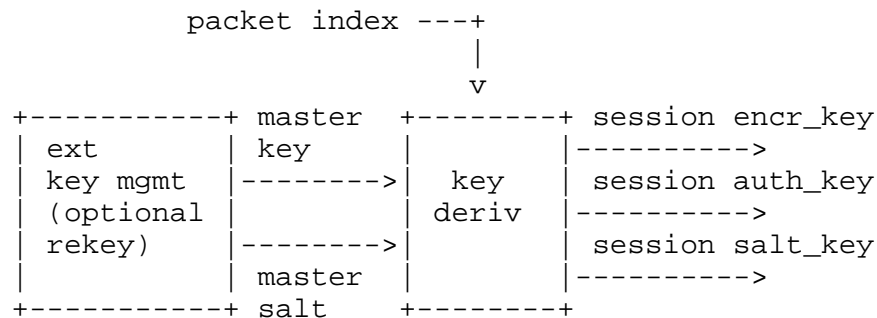 packet index ---+
|
v
+-----------+ master +--------+ session encr_key
| ext | key | |---------->
| key mgmt |-------->| key | session auth_key
| (optional | | deriv |---------->
| rekey) |-------->| | session salt_key
| | master | |---------->
+-----------+ salt +--------+